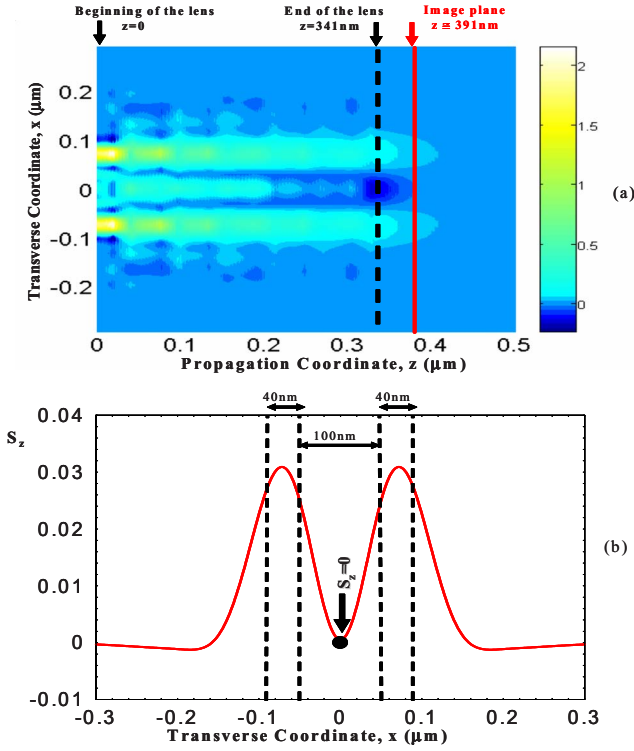 Beginning of the lens
z=0
End of the lens
z=341nm
Image plane
z ≅ 391nm
Transverse Coordinate, x (μm)
0.2
0.1
0
-0.1
-0.2
0
0.1
0.2
0.3
0.4
0.5
Propagation Coordinate, z (μm)
2
1.5
1
0.5
0
(a)
40nm
40nm
100nm
Sz
0.04
0.03
0.02
0.01
0
-0.01
Sz=0
-0.3
-0.2
-0.1
0
0.1
0.2
0.3
Transverse Coordinate, x (μm)
(b)